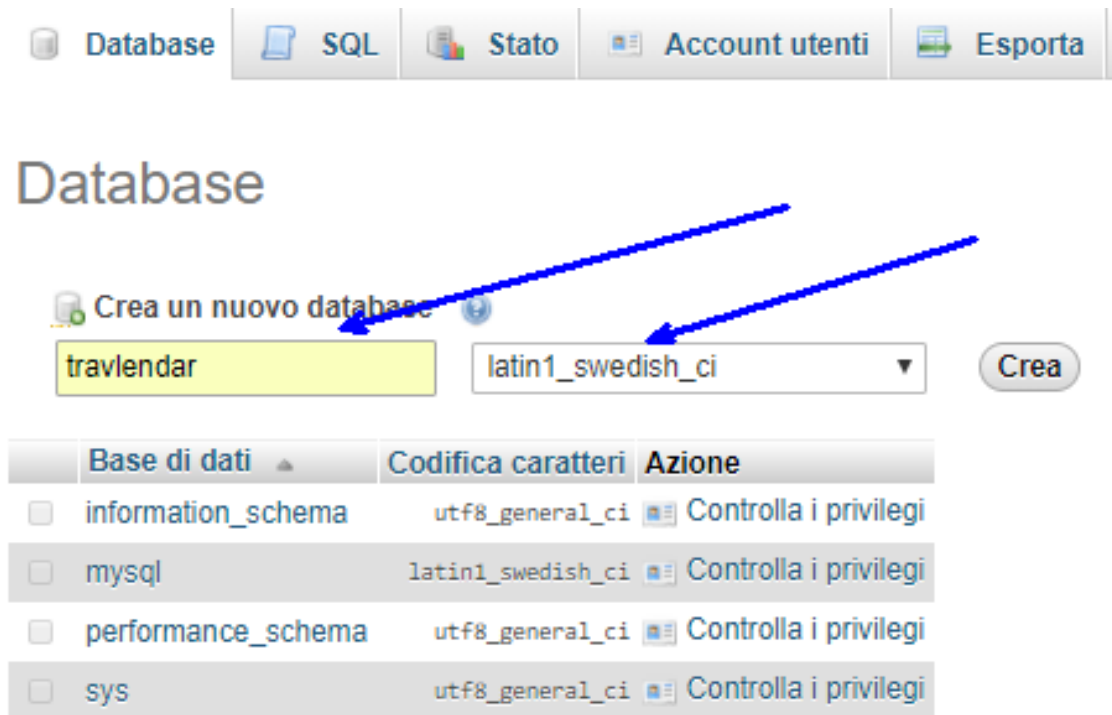 Database SQL Stato Account utenti Esporta
Database
Crea un nuovo database
travlendar latin1_swedish_ci Crea
Base di dati Codifica caratteri Azione
information_schema utf8_general_ci Controlla i privilegi
mysql latin1_swedish_ci Controlla i privilegi
performance_schema utf8_general_ci Controlla i privilegi
sys utf8_general_ci Controlla i privilegi